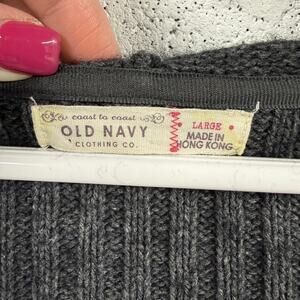 coast to coast
OLD NAVY
CLOTHING CO.
LARGE
MADE IN
HONG KONG